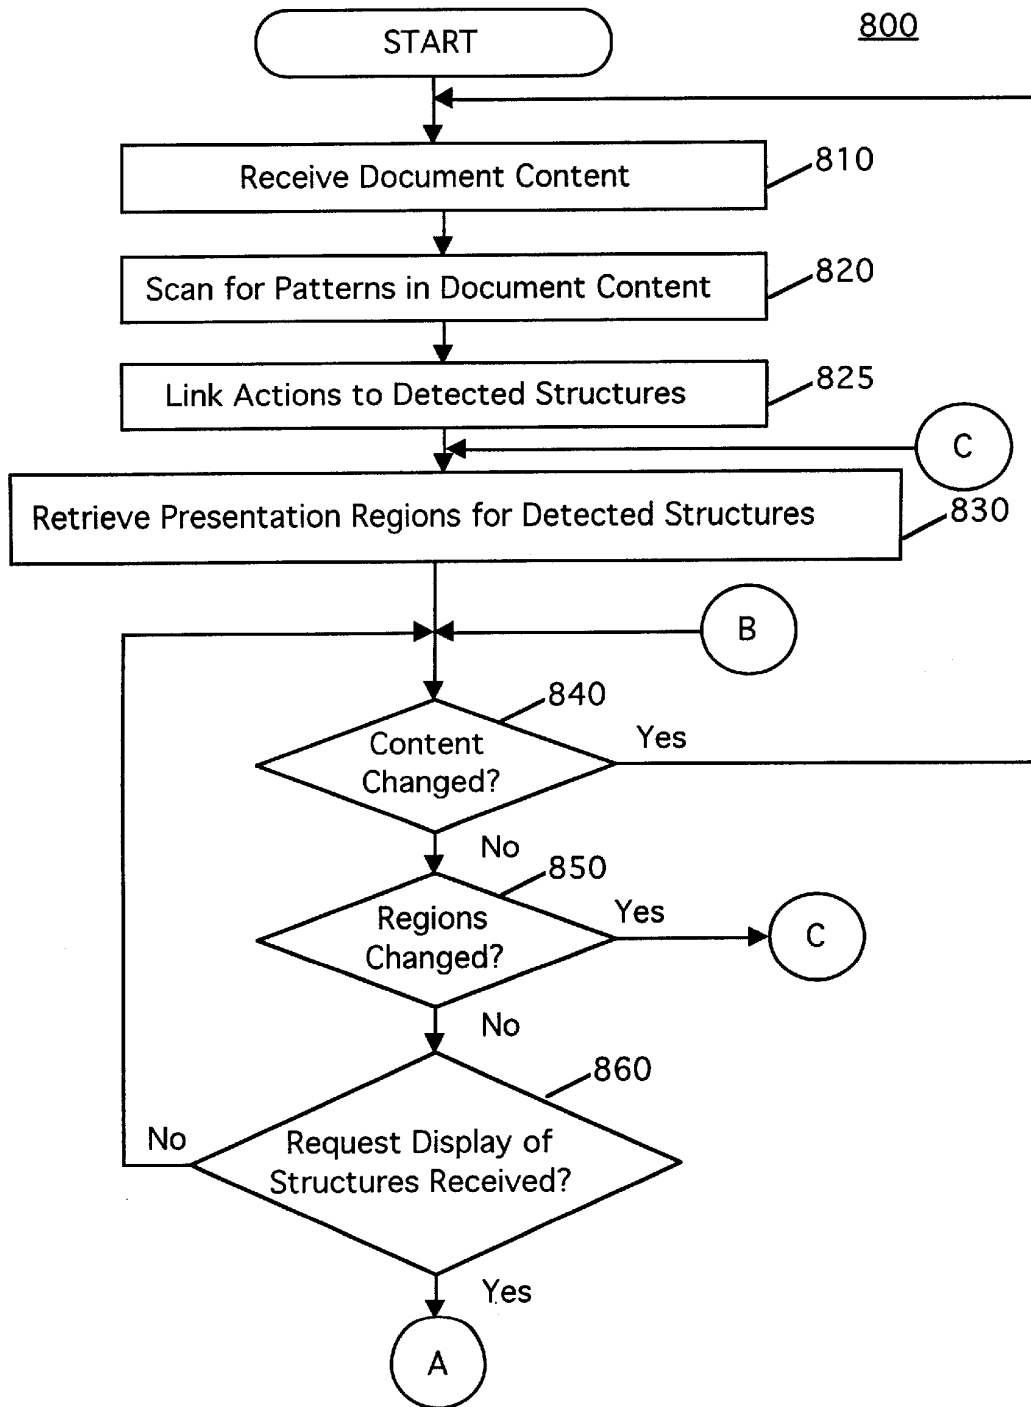 800
START
Receive Document Content
810
Scan for Patterns in Document Content
820
Link Actions to Detected Structures
825
C
Retrieve Presentation Regions for Detected Structures
830
B
840
Content
Changed?
Yes
No
850
Regions
Changed?
Yes
C
No
860
Request Display of
Structures Received?
No
Yes
A